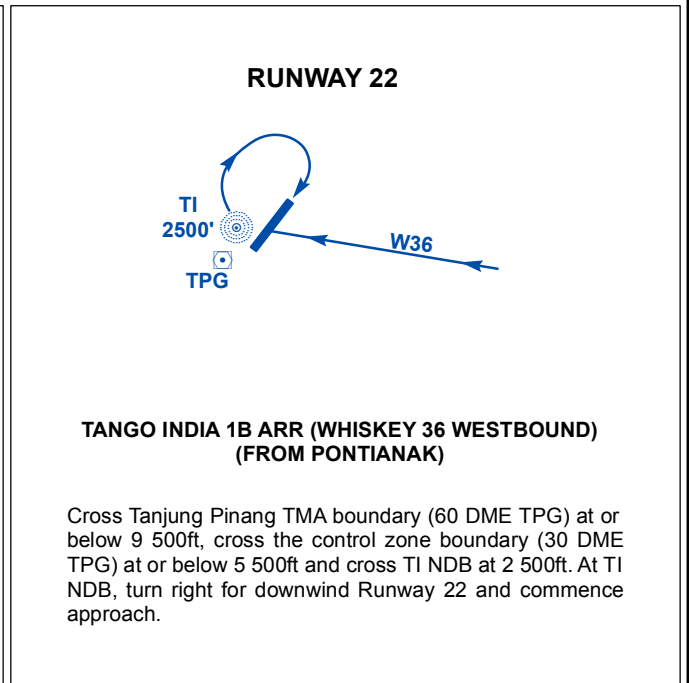 RUNWAY 22
TI
2500'
W36
TPG
TANGO INDIA 1B ARR (WHISKEY 36 WESTBOUND)
(FROM PONTIANAK)
Cross Tanjung Pinang TMA boundary (60 DME TPG) at or
below 9 500ft, cross the control zone boundary (30 DME
TPG) at or below 5 500ft and cross TI NDB at 2 500ft. At TI
NDB, turn right for downwind Runway 22 and commence
approach.